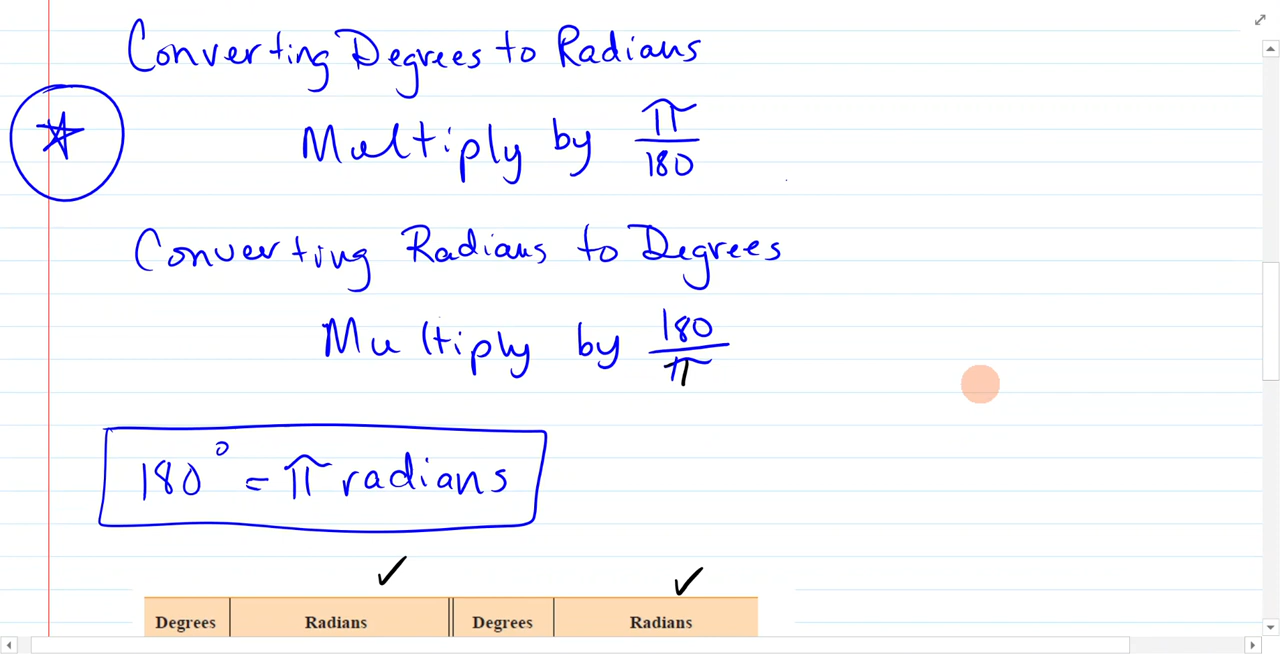 Converting Degrees to Radians
Multiply by π/180
Converting Radians to Degrees
Multiply by 180/π
180° = π radians
✓ ✓
Degrees Radians Degrees Radians